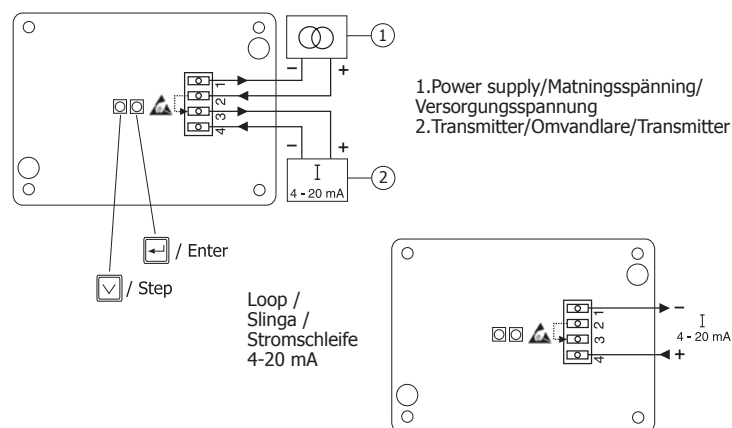 1
− +
1
2
3
4
− +
I
4 - 20 mA
2
1.Power supply/Matningsspänning/
Versorgungsspannung
2.Transmitter/Omvandlare/Transmitter
/ Enter
/ Step
Loop /
Slinga /
Stromschleife
4-20 mA
1
2
3
4
−
I
4 - 20 mA
+